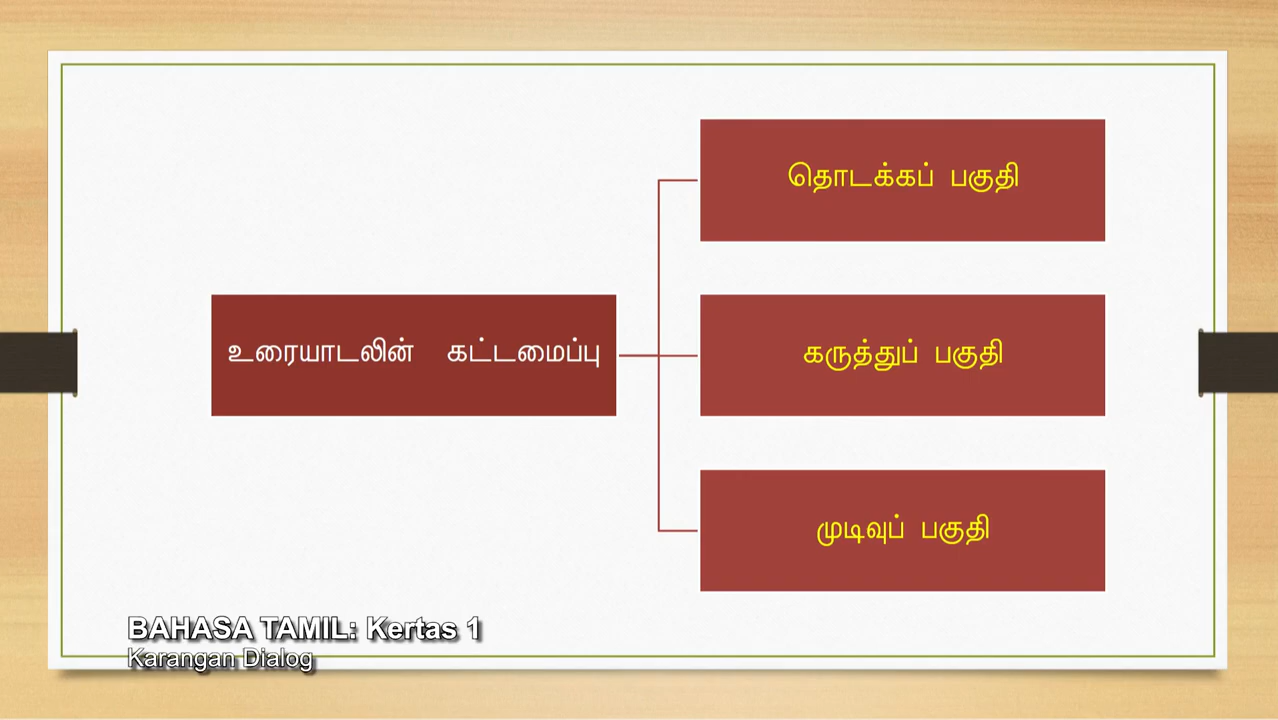 தொடக்கப் பகுதி
உரையாடலின் கட்டமைப்பு
கருத்துப் பகுதி
முடிவுப் பகுதி
BAHASA TAMIL: Kertas 1
Karangan Dialog